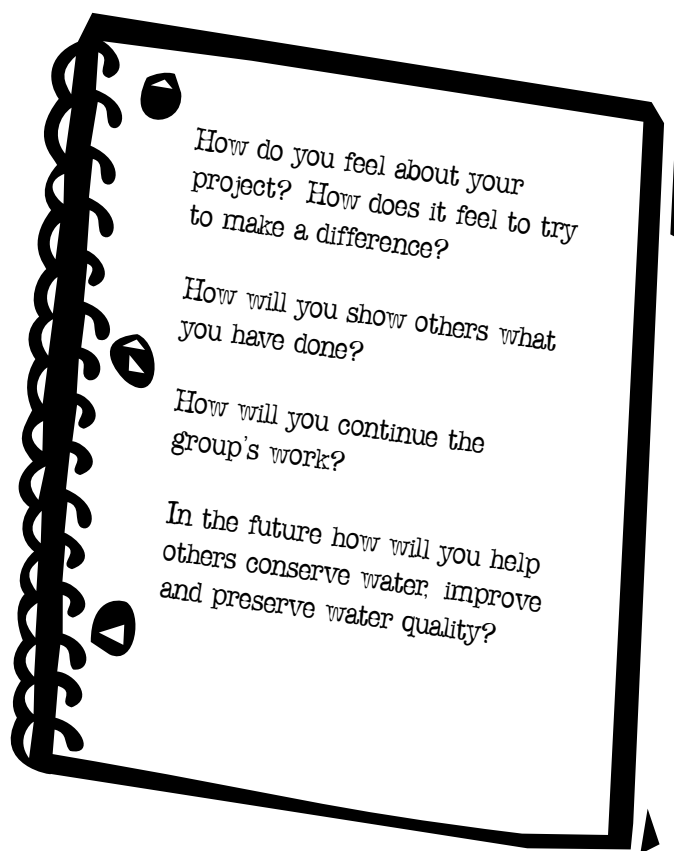 How do you feel about your
project? How does it feel to try
to make a difference?
How will you show others what
you have done?
How will you continue the
group's work?
In the future how will you help
others conserve water, improve
and preserve water quality?